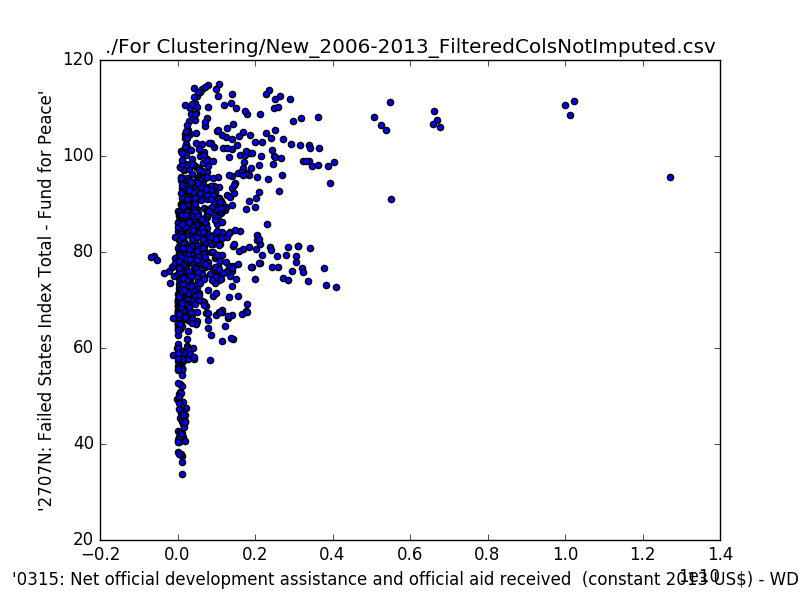 ./For Clustering/New_2006-2013_FilteredColsNotImputed.csv
'2707N: Failed States Index Total - Fund for Peace'
120
100
80
60
40
20
−0.2 0.0 0.2 0.4 0.6 0.8 1.0 1.2 1.4
1e10
'0315: Net official development assistance and official aid received (constant 2013 US$) - WD